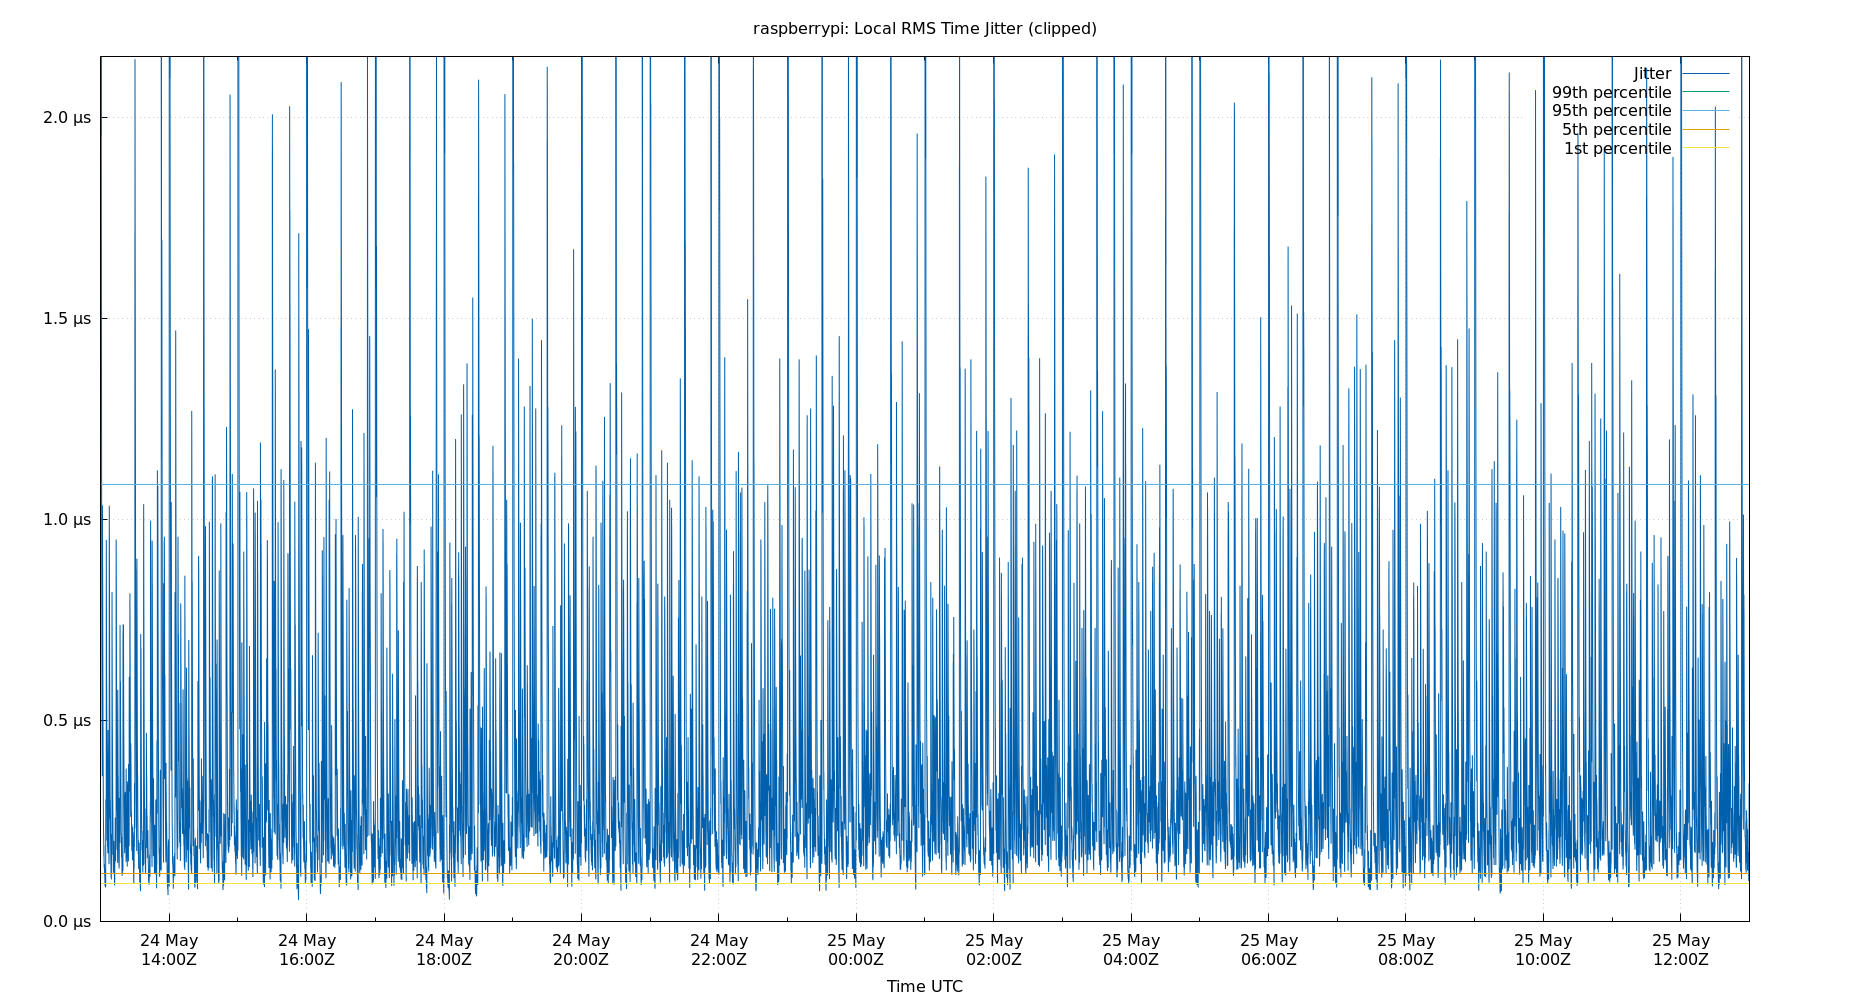 raspberrypi: Local RMS Time Jitter (clipped)
Jitter
99th percentile
95th percentile
5th percentile
1st percentile
2.0 µs
1.5 µs
1.0 µs
0.5 µs
0.0 µs
24 May 24 May 24 May 24 May 24 May 25 May 25 May 25 May 25 May 25 May 25 May 25 May
14:00Z 16:00Z 18:00Z 20:00Z 22:00Z 00:00Z 02:00Z 04:00Z 06:00Z 08:00Z 10:00Z 12:00Z
Time UTC